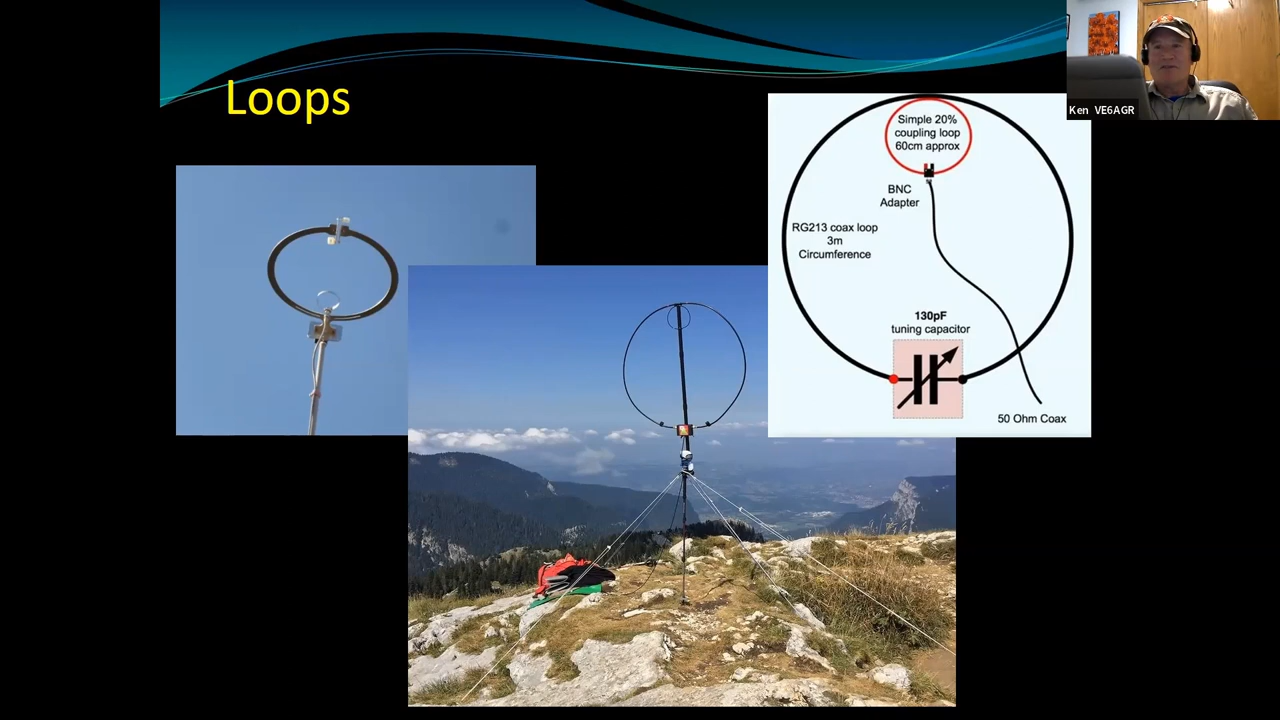 Loops
Ken VE6AGR
Simple 20%
coupling loop
60cm approx
BNC
Adapter
RG213 coax loop
3m
Circumference
130pF
tuning capacitor
50 Ohm Coax